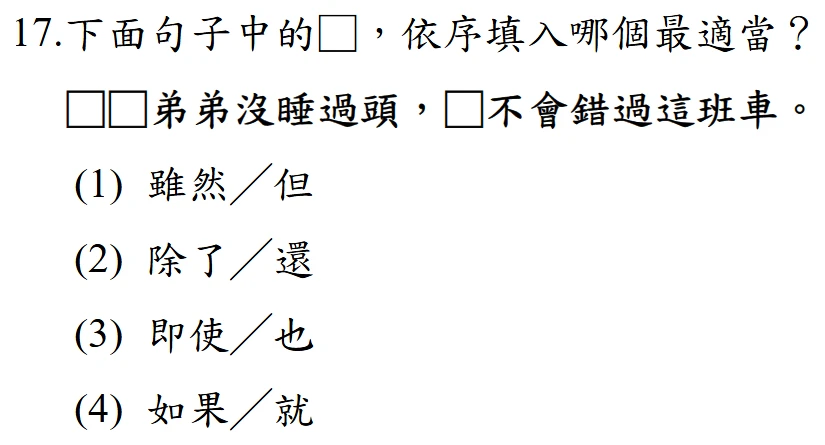 17.下面句子中的□，依序填入哪個最適當？
□□弟弟沒睡過頭，□不會錯過這班車。
(1) 雖然╱但
(2) 除了╱還
(3) 即使╱也
(4) 如果╱就